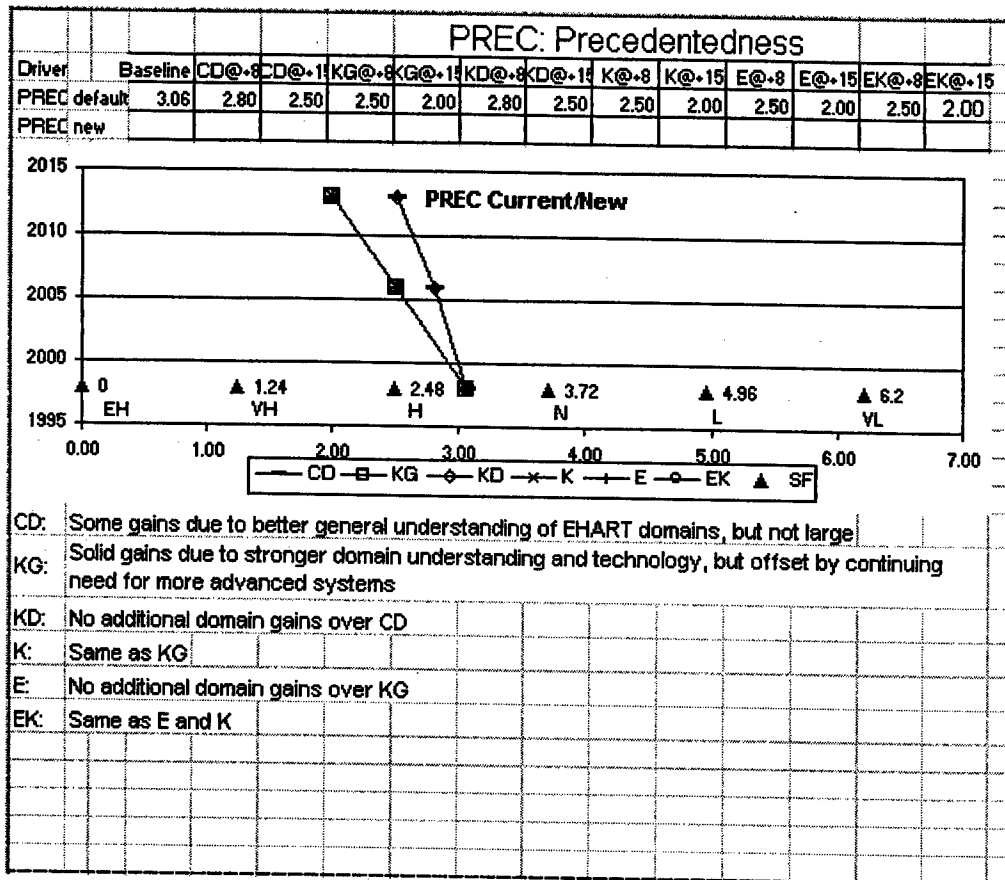 PREC: Precedentedness
Driver Baseline CD@+8 CD@+15 KG@+8 KG@+15 KD@+8 KD@+15 K@+8 K@+15 E@+8 E@+15 EK@+8 EK@+15
PREC default 3.06 2.80 2.50 2.50 2.00 2.80 2.50 2.50 2.00 2.50 2.00 2.50 2.00
PREC new
PREC Current/New
2015
2010
2005
2000
1995
0 1.24 2.48 3.72 4.96 6.2
EH VH H N L VL
0.00 1.00 2.00 3.00 4.00 5.00 6.00 7.00
CD KG KD K E EK SF
CD: Some gains due to better general understanding of EHART domains, but not large
KG: Solid gains due to stronger domain understanding and technology, but offset by continuing
need for more advanced systems
KD: No additional domain gains over CD
K: Same as KG
E: No additional domain gains over KG
EK: Same as E and K